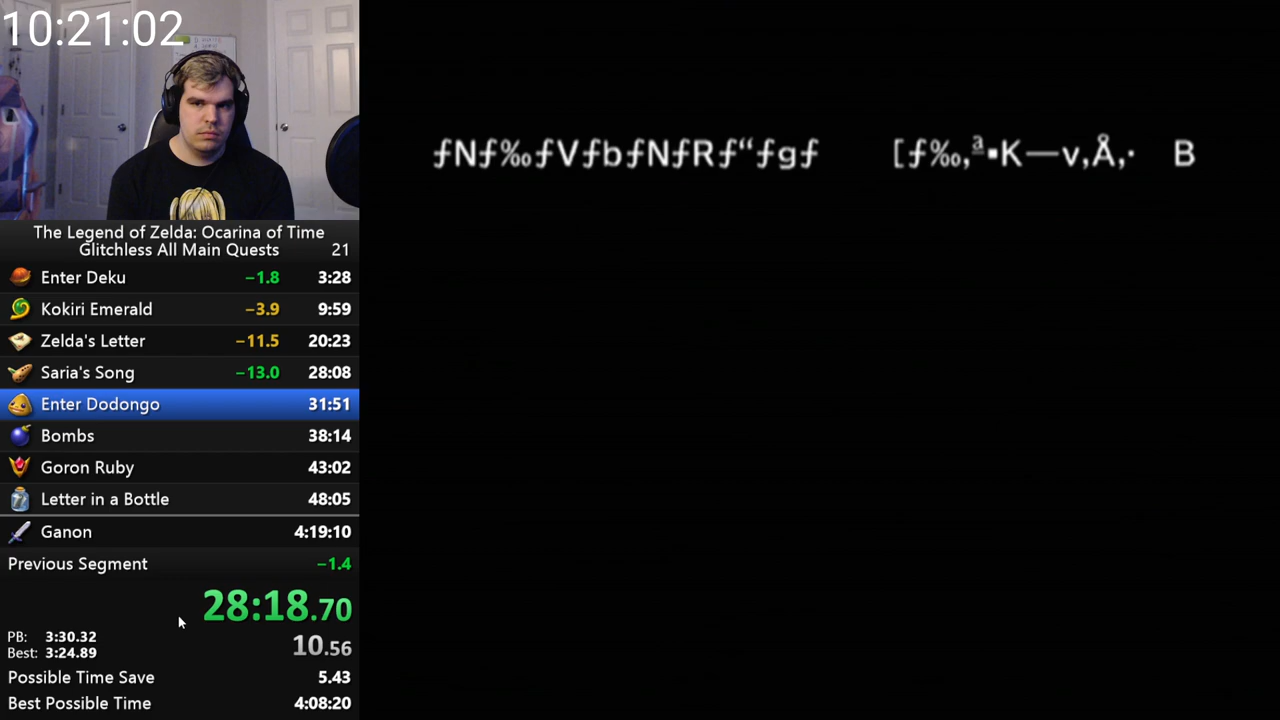 10:21:02
ƒNƒ‰ƒVƒbƒNƒRƒ“ƒgƒ [ƒ‰‚ª•K—v‚Å‚· B
The Legend of Zelda: Ocarina of Time
Glitchless All Main Quests 21
Enter Deku −1.8 3:28
Kokiri Emerald −3.9 9:59
Zelda's Letter −11.5 20:23
Saria's Song −13.0 28:08
Enter Dodongo 31:51
Bombs 38:14
Goron Ruby 43:02
Letter in a Bottle 48:05
Ganon 4:19:10
Previous Segment −1.4
28:18.70
PB: 3:30.32
Best: 3:24.89
10.56
Possible Time Save 5.43
Best Possible Time 4:08:20